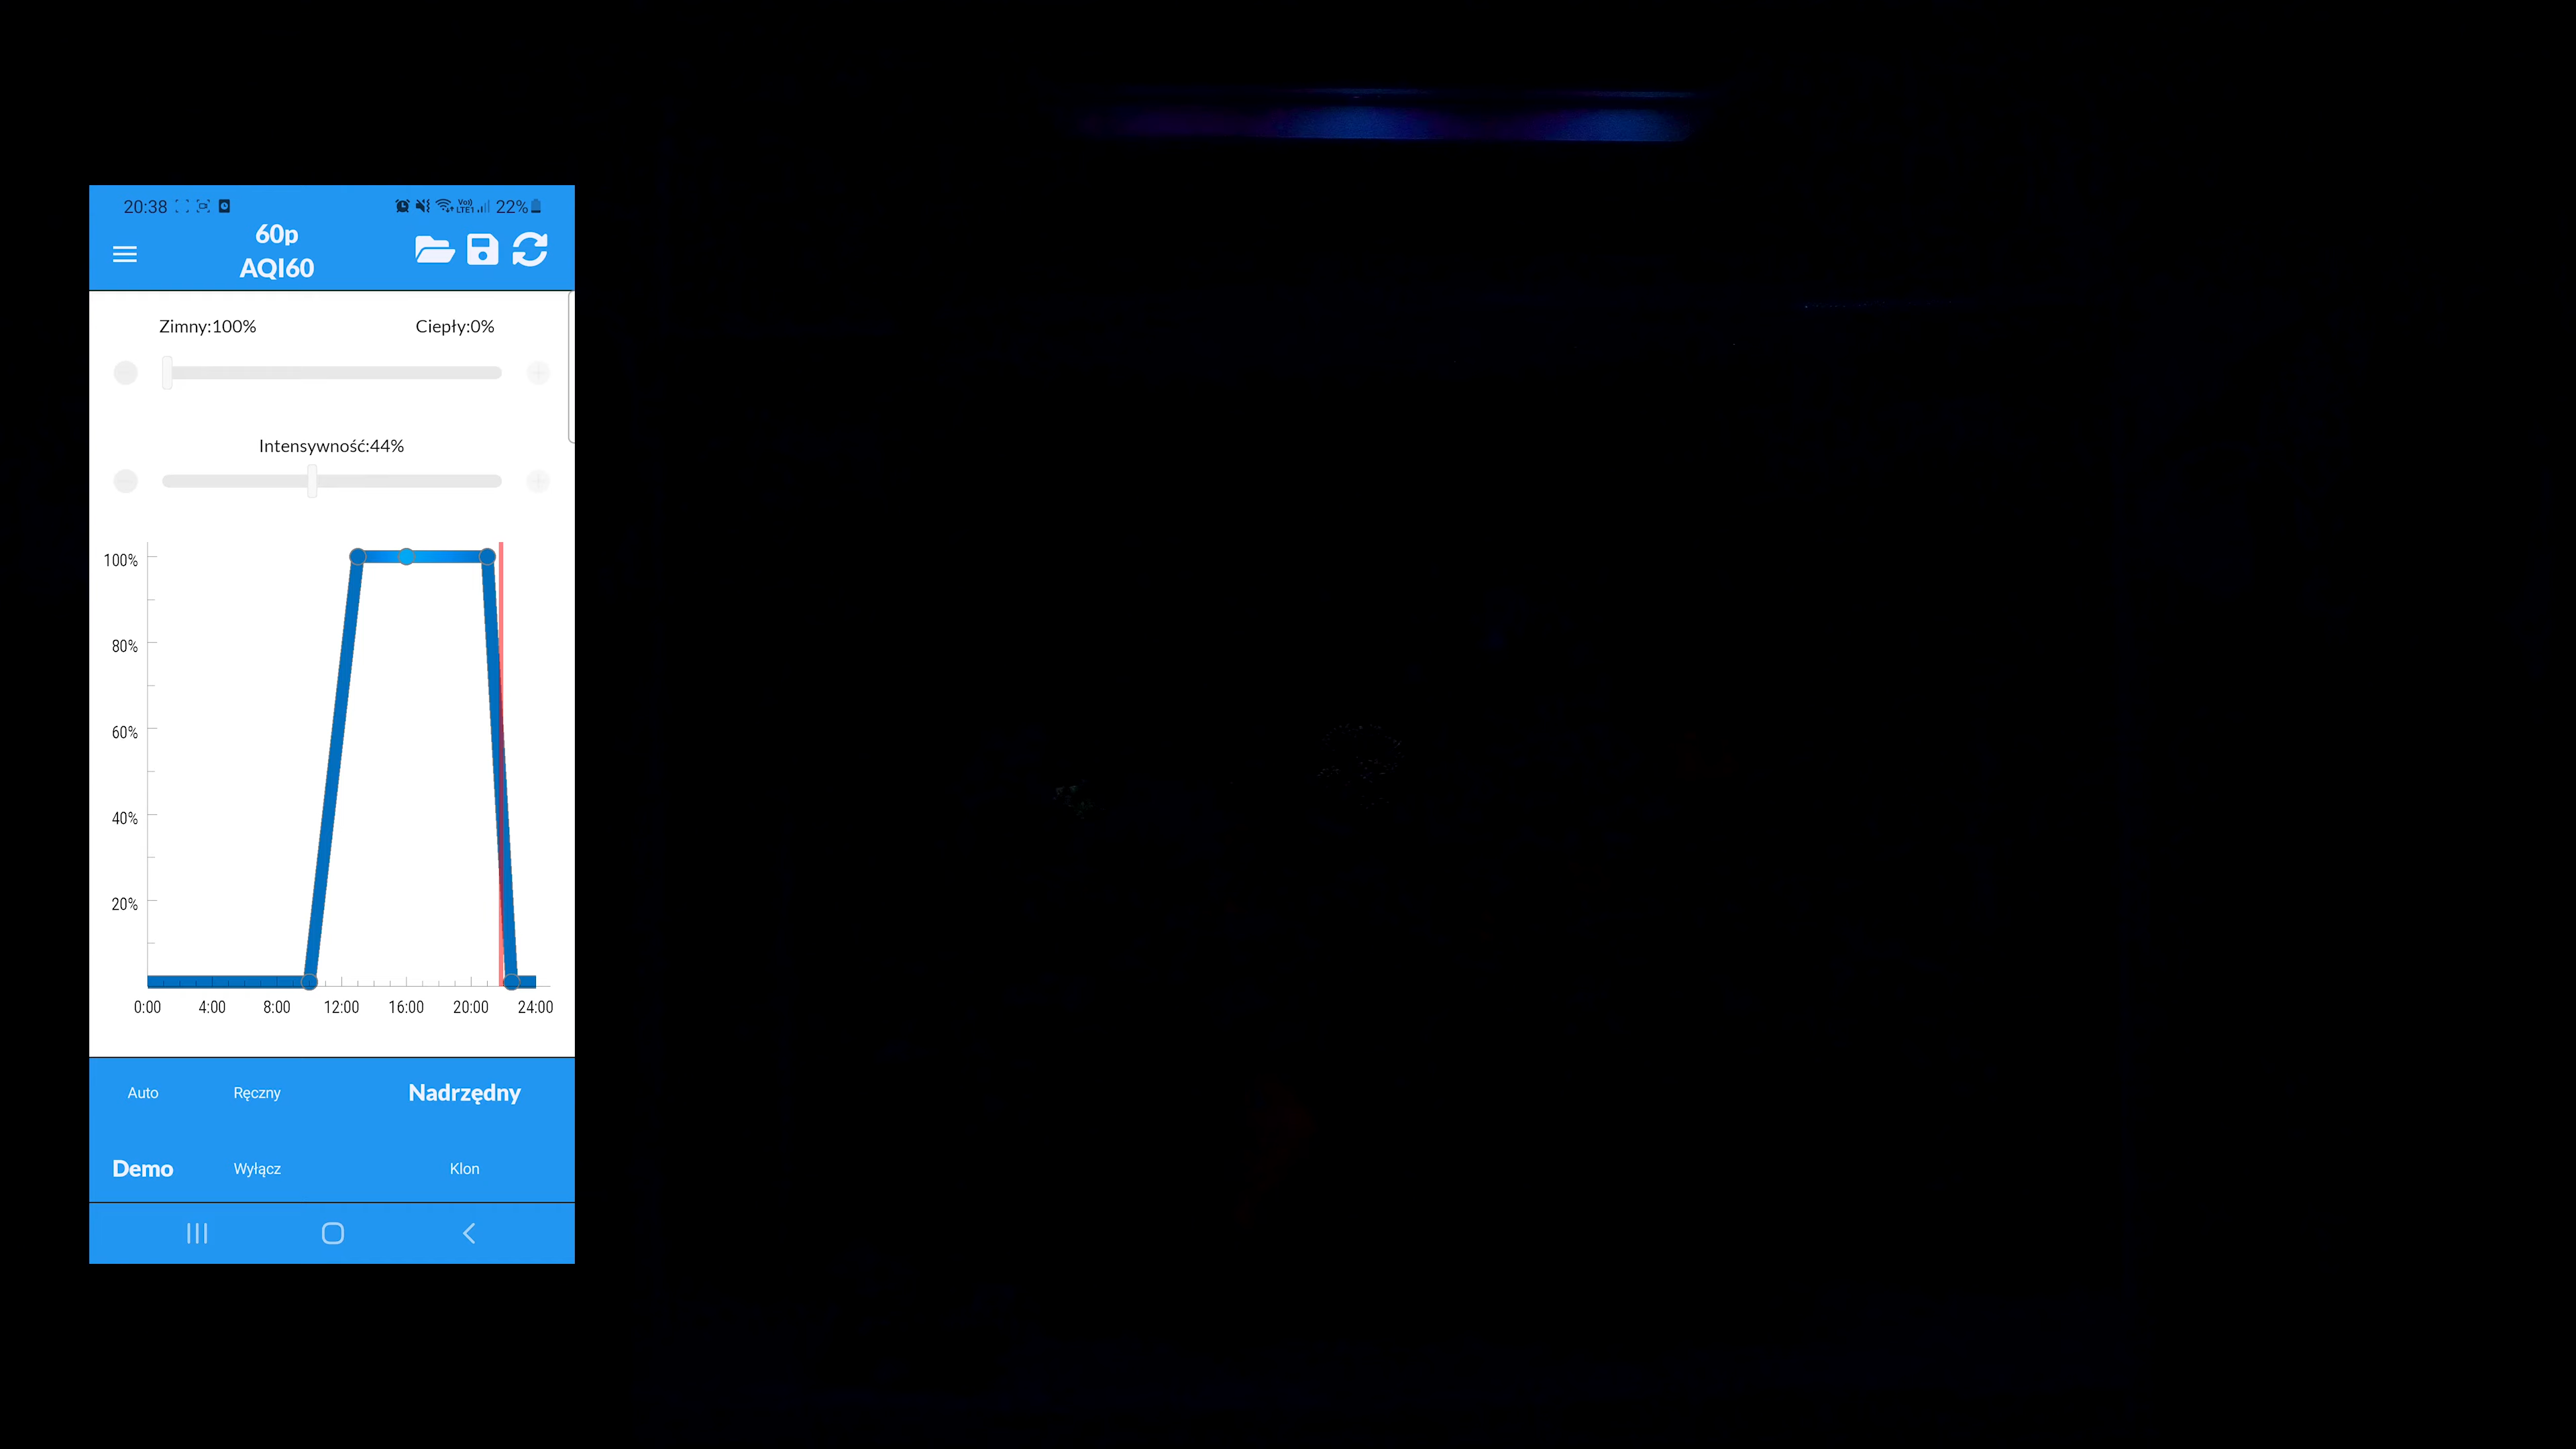 20:38 22%
60p
AQI60
Zimny:100% Ciepły:0%
Intensywność:44%
100%
80%
60%
40%
20%
0:00 4:00 8:00 12:00 16:00 20:00 24:00
Auto Ręczny Nadrzędny
Demo Wyłącz Klon